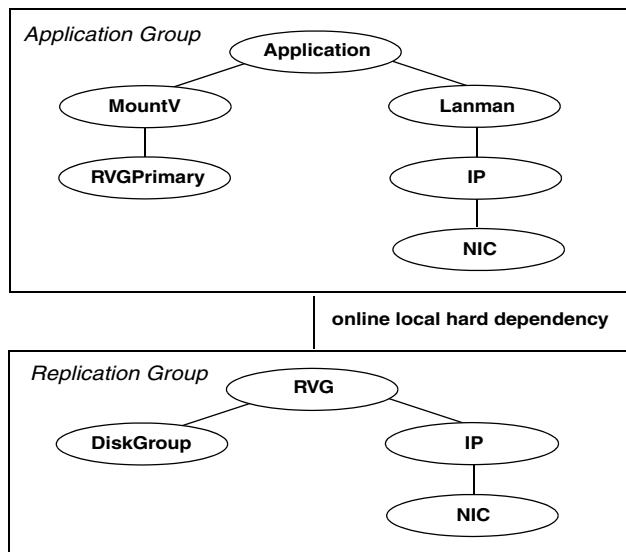 Application Group
Application
MountV
Lanman
RVGPrimary
IP
NIC
online local hard dependency
Replication Group
RVG
DiskGroup
IP
NIC